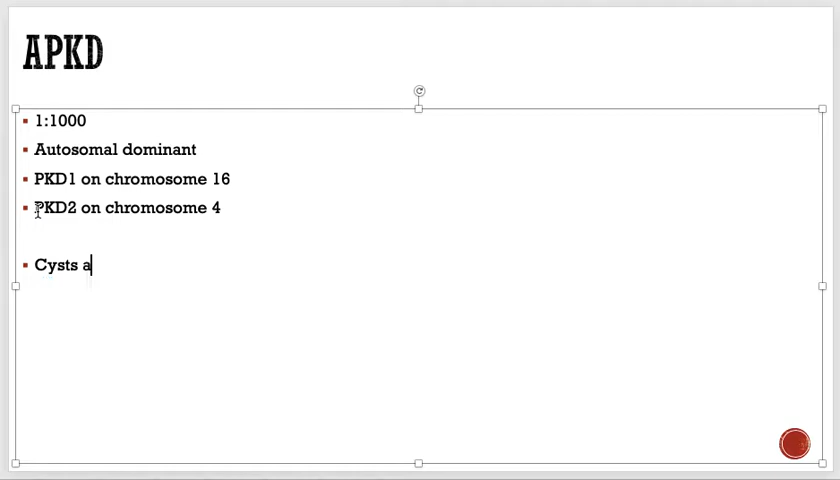 APKD
1:1000
Autosomal dominant
PKD1 on chromosome 16
PKD2 on chromosome 4
Cysts a